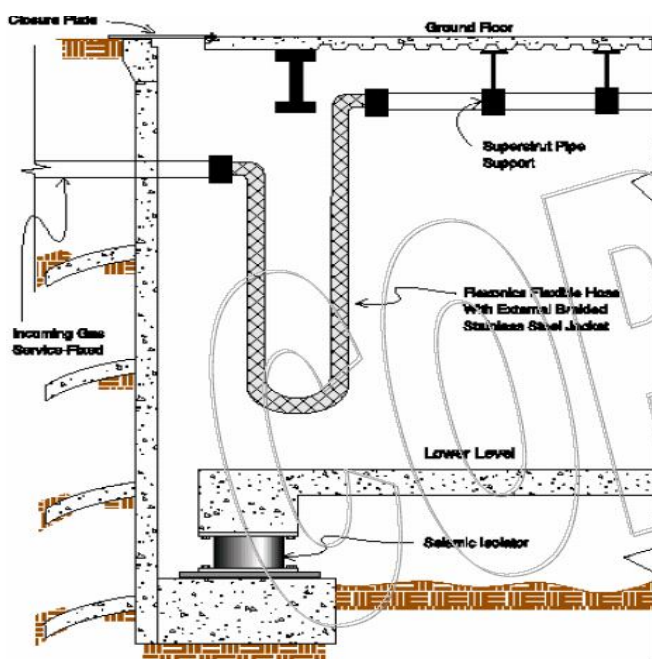 Closure Plate
Ground Floor
Superstrut Pipe
Support
Flexonics Flexible Hose
With External Braided
Stainless Steel Jacket
Incoming Gas
Service Fixed
Lower Level
Seismic Isolator